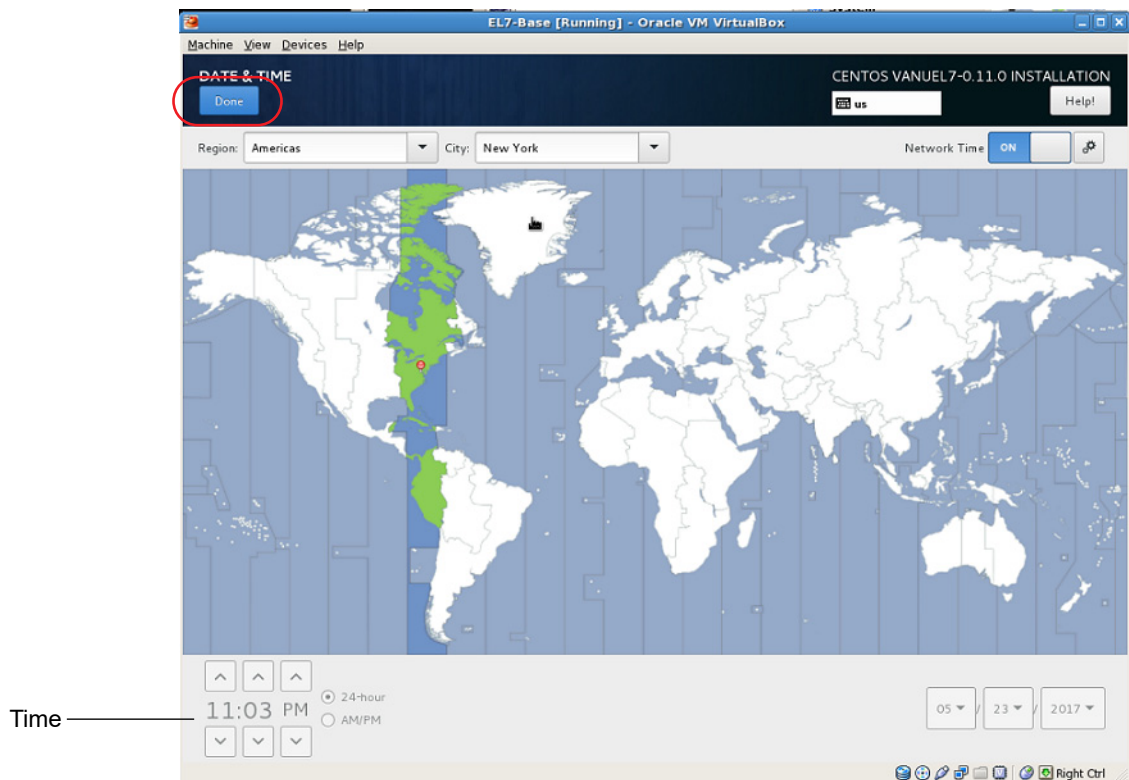 EL7-Base [Running] - Oracle VM VirtualBox
Machine View Devices Help
DATE & TIME
CENTOS VANUEL7-0.11.0 INSTALLATION
Done
us
Help!
Region: Americas
City: New York
Network Time ON
24-hour
11:03 PM
AM/PM
05 / 23 / 2017
Time
Right Ctrl